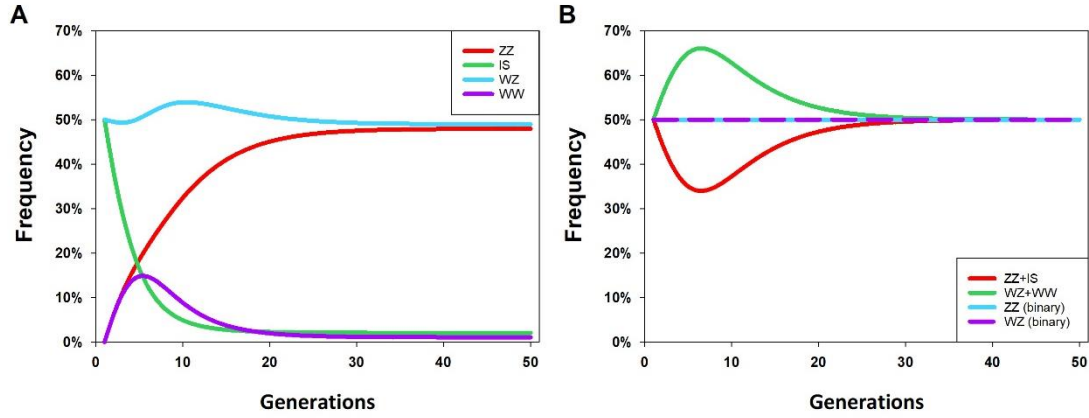 A
70%
60%
50%
40%
30%
20%
10%
0%
Frequency
0
10
20
30
40
50
Generations
ZZ
IS
WZ
WW
B
70%
60%
50%
40%
30%
20%
10%
0%
Frequency
0
10
20
30
40
50
Generations
ZZ+IS
WZ+WW
ZZ (binary)
WZ (binary)